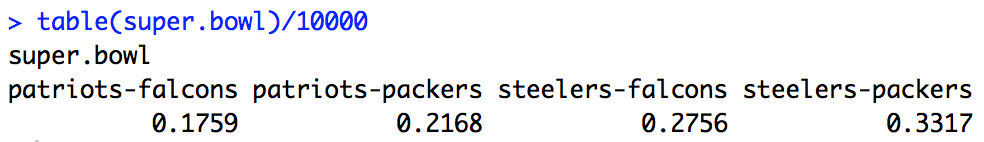 > table(super.bowl)/10000
super.bowl
patriots-falcons patriots-packers steelers-falcons steelers-packers
0.1759 0.2168 0.2756 0.3317